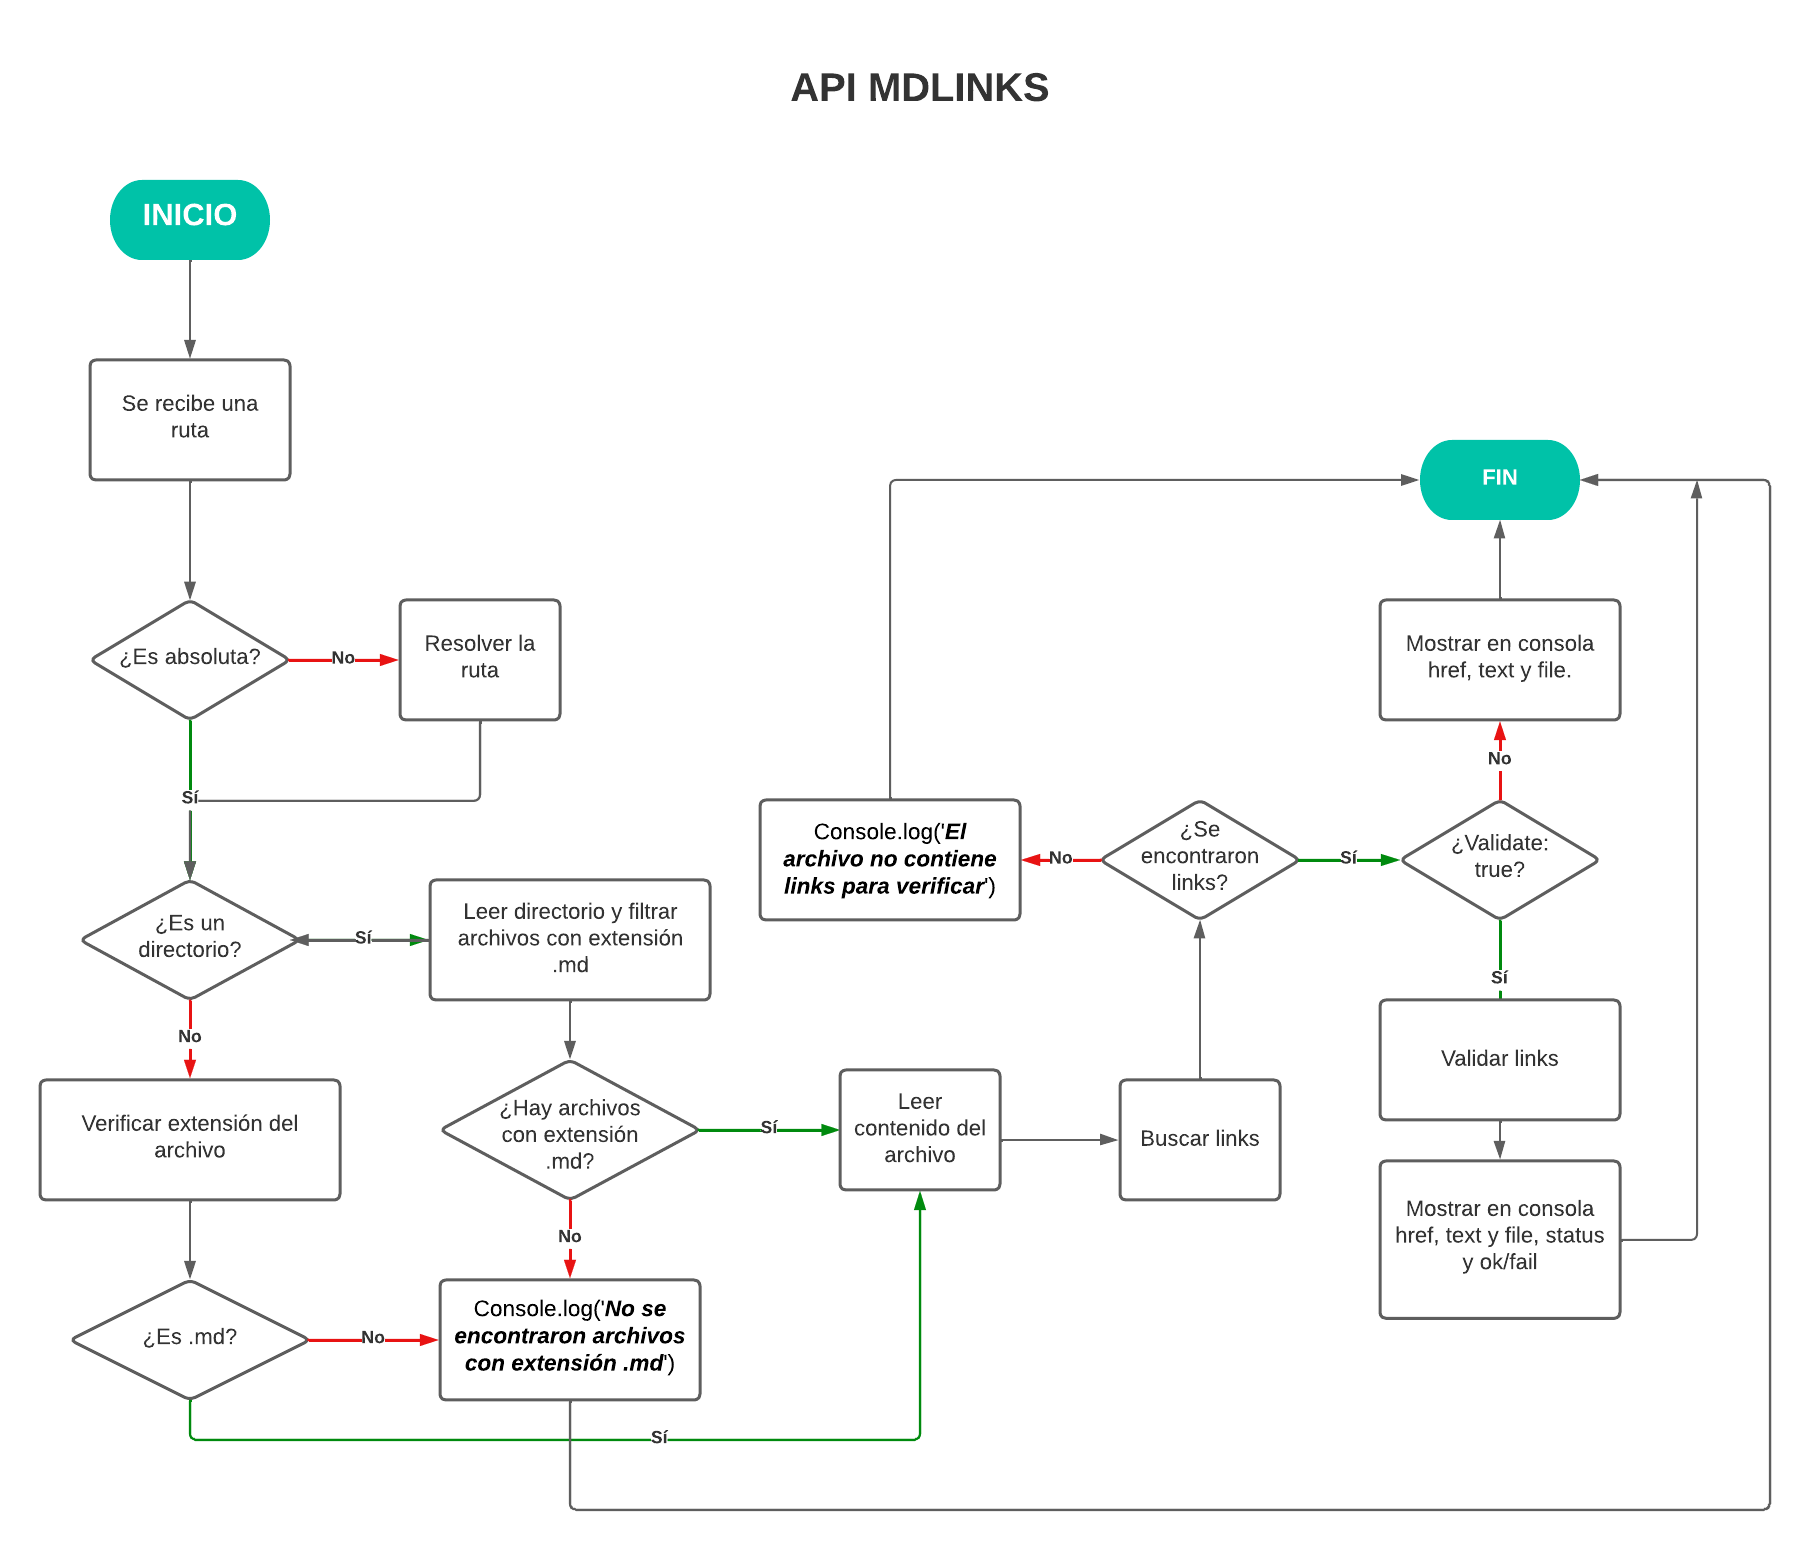 API MDLINKS
INICIO
Se recibe una
ruta
¿Es absoluta?
No
Resolver la
ruta
Sí
¿Es un
directorio?
Sí
Leer directorio y filtrar
archivos con extensión
.md
No
Verificar extensión del
archivo
¿Hay archivos
con extensión
.md?
Sí
Leer
contenido del
archivo
Buscar links
No
¿Es .md?
No
Console.log('No se
encontraron archivos
con extensión .md')
Sí
¿Se
encontraron
links?
No
Console.log('El
archivo no contiene
links para verificar')
Sí
¿Validate:
true?
No
Mostrar en consola
href, text y file.
FIN
Sí
Validar links
Mostrar en consola
href, text y file, status
y ok/fail